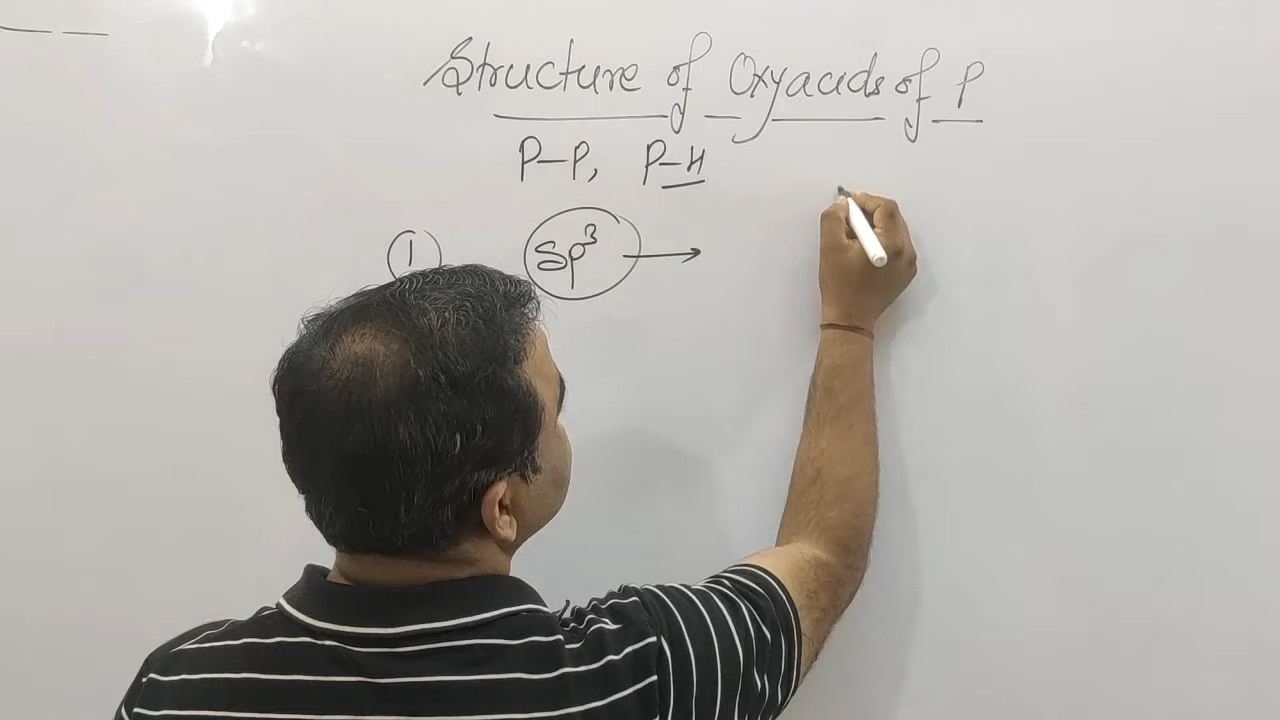 Structure of Oxyacids of P
P-P, P-H
① sp³ →